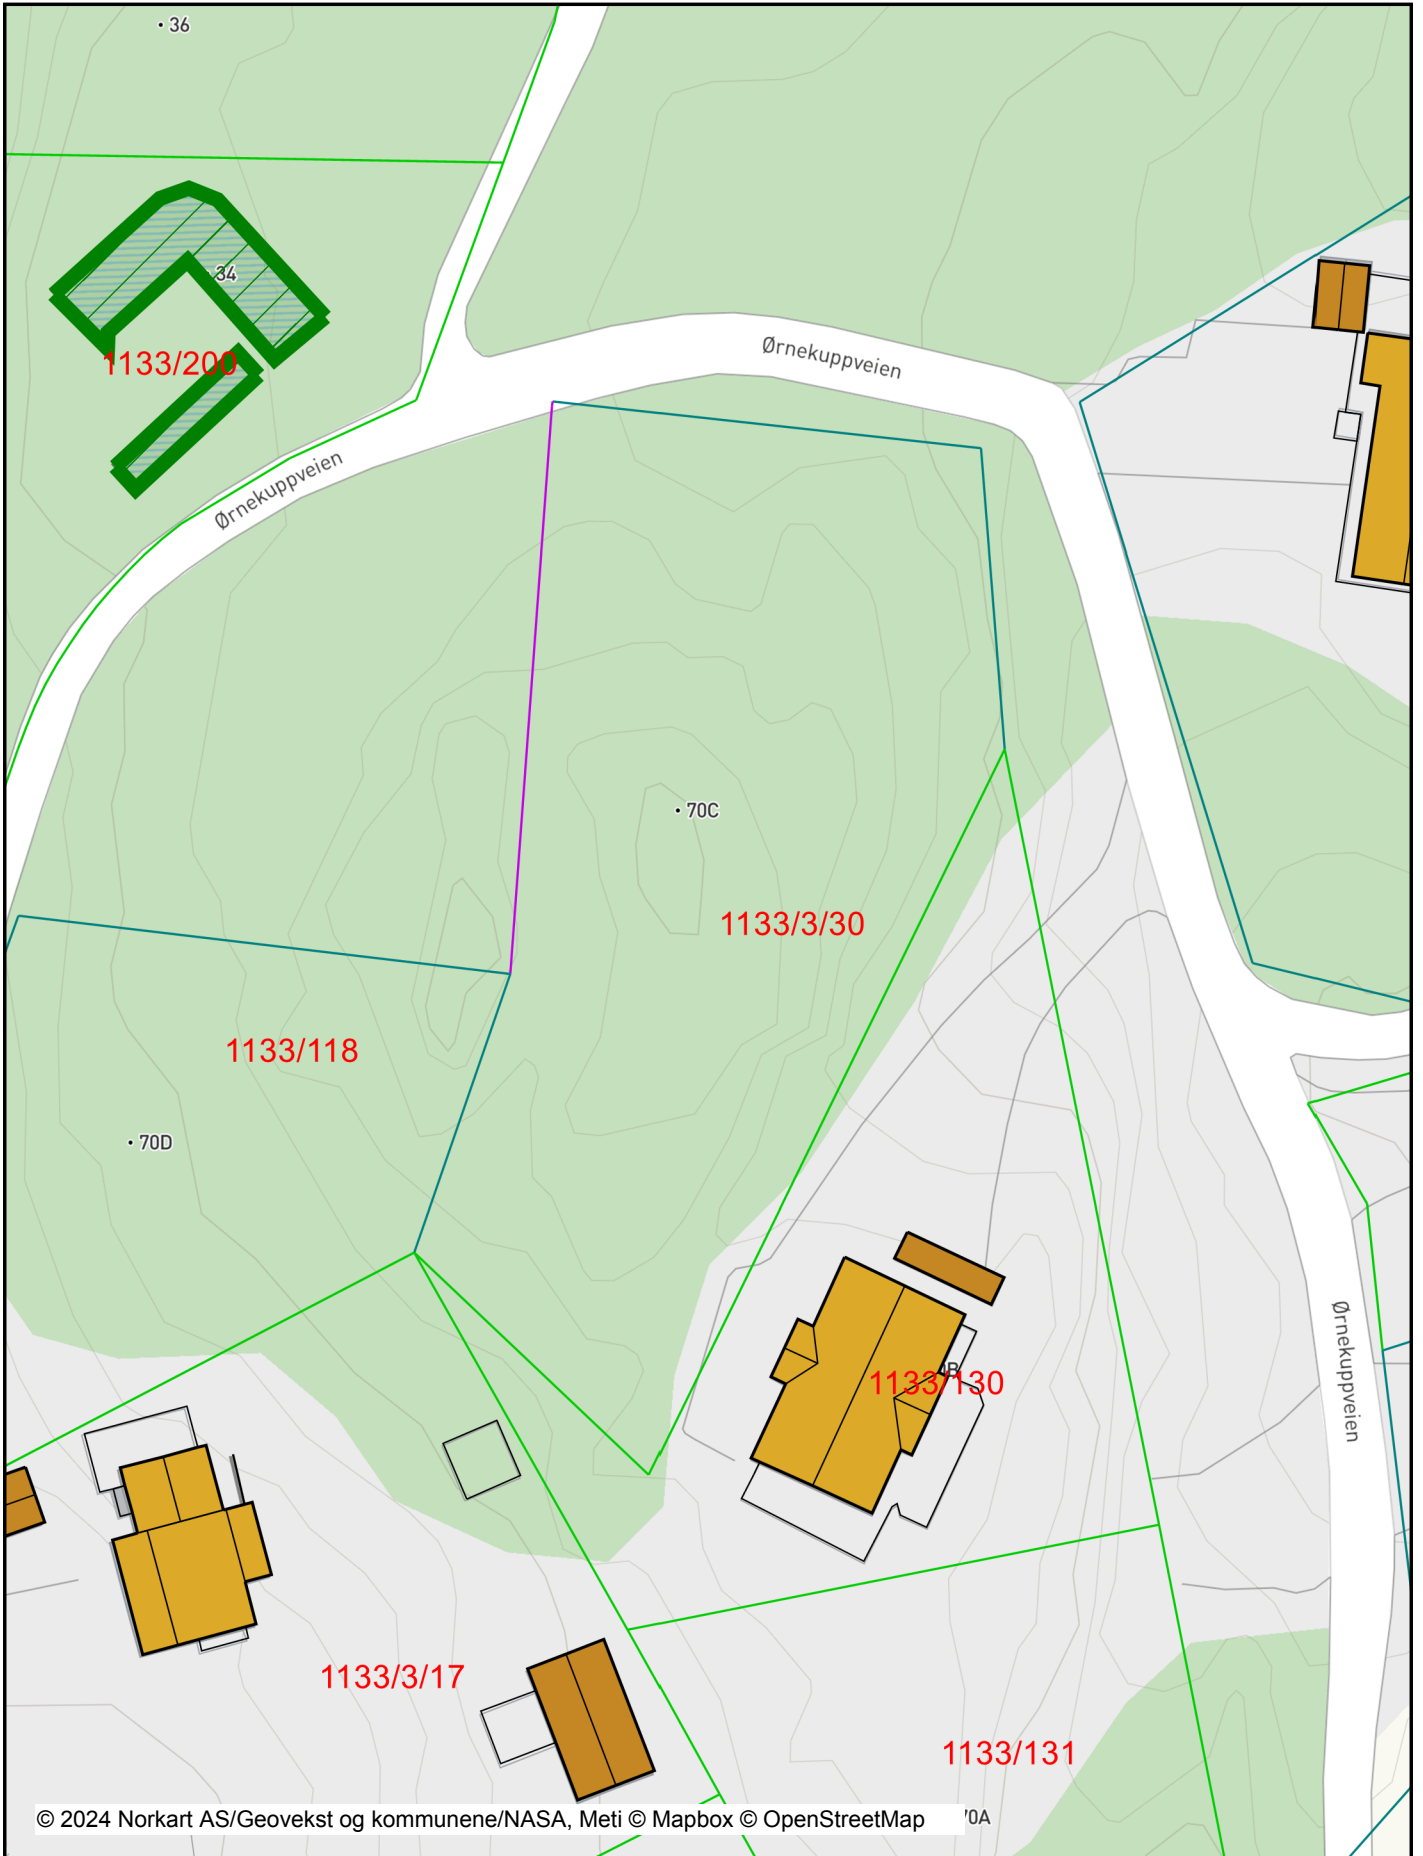 36
34
1133/200
Ørnekuppveien
Ørnekuppveien
70C
1133/3/30
1133/118
70D
1133/130
Ørnekuppveien
1133/3/17
1133/131
70A
© 2024 Norkart AS/Geovekst og kommunene/NASA, Meti © Mapbox © OpenStreetMap